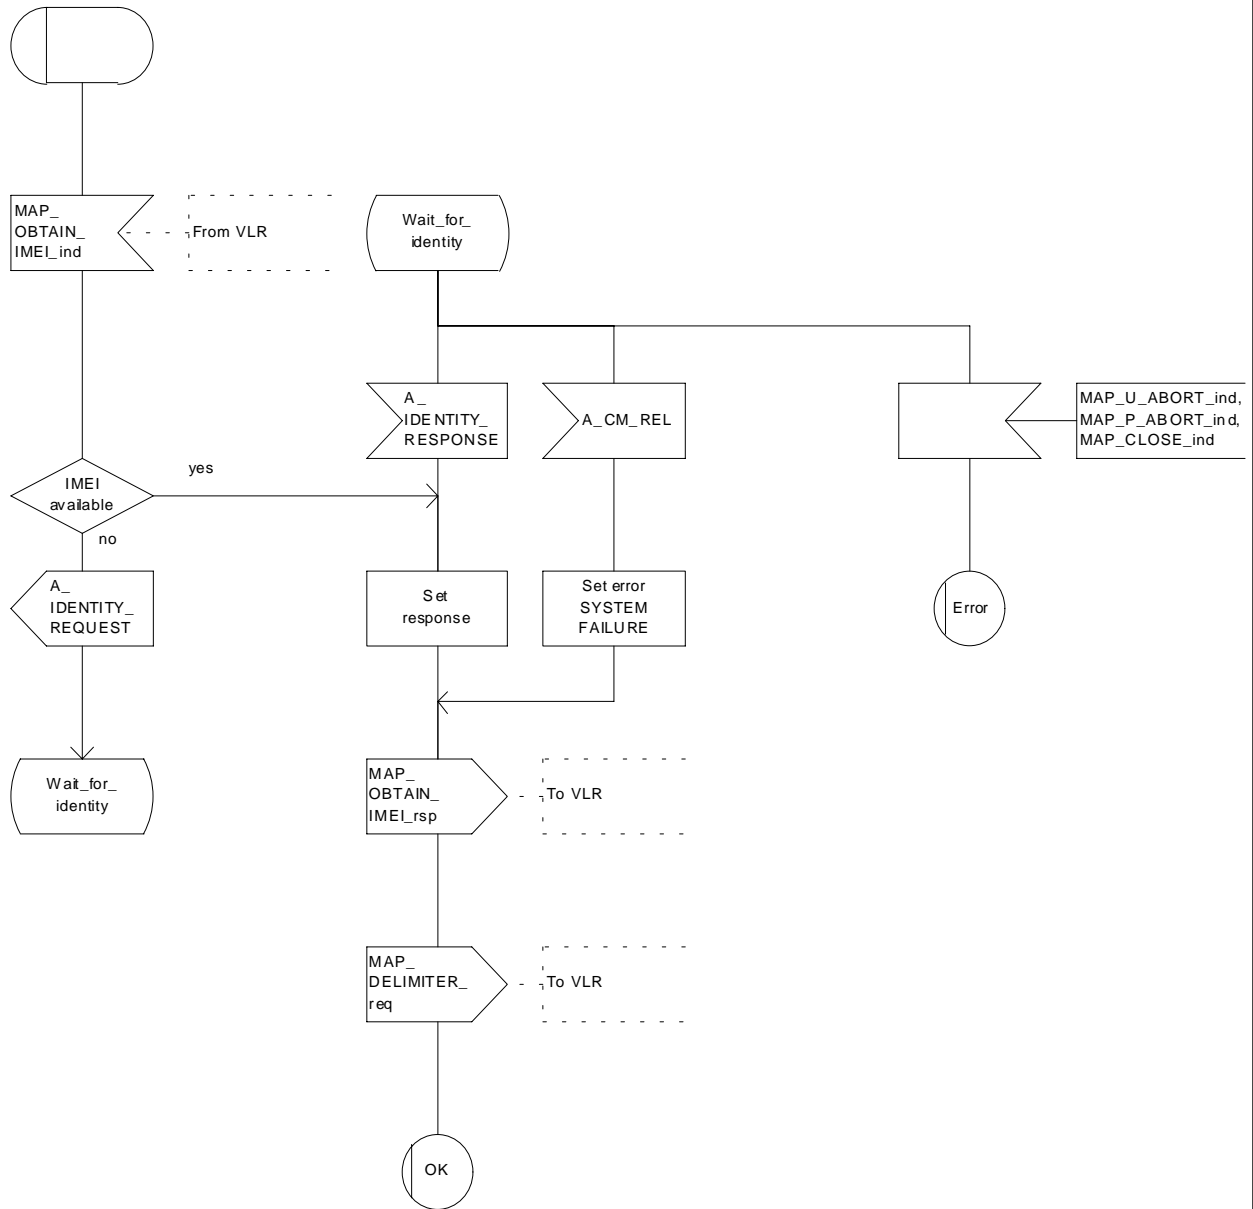 MAP_
OBTAIN_
IMEI_ind
From VLR
Wait_for_
identity
A_
IDENTITY_
RESPONSE
A_CM_REL
MAP_U_ABORT_ind,
MAP_P_ABORT_ind,
MAP_CLOSE_ind
IMEI
available
yes
no
A_
IDENTITY_
REQUEST
Set
response
Set error
SYSTEM
FAILURE
Error
Wait_for_
identity
MAP_
OBTAIN_
IMEI_rsp
To VLR
MAP_
DELIMITER_
req
To VLR
OK